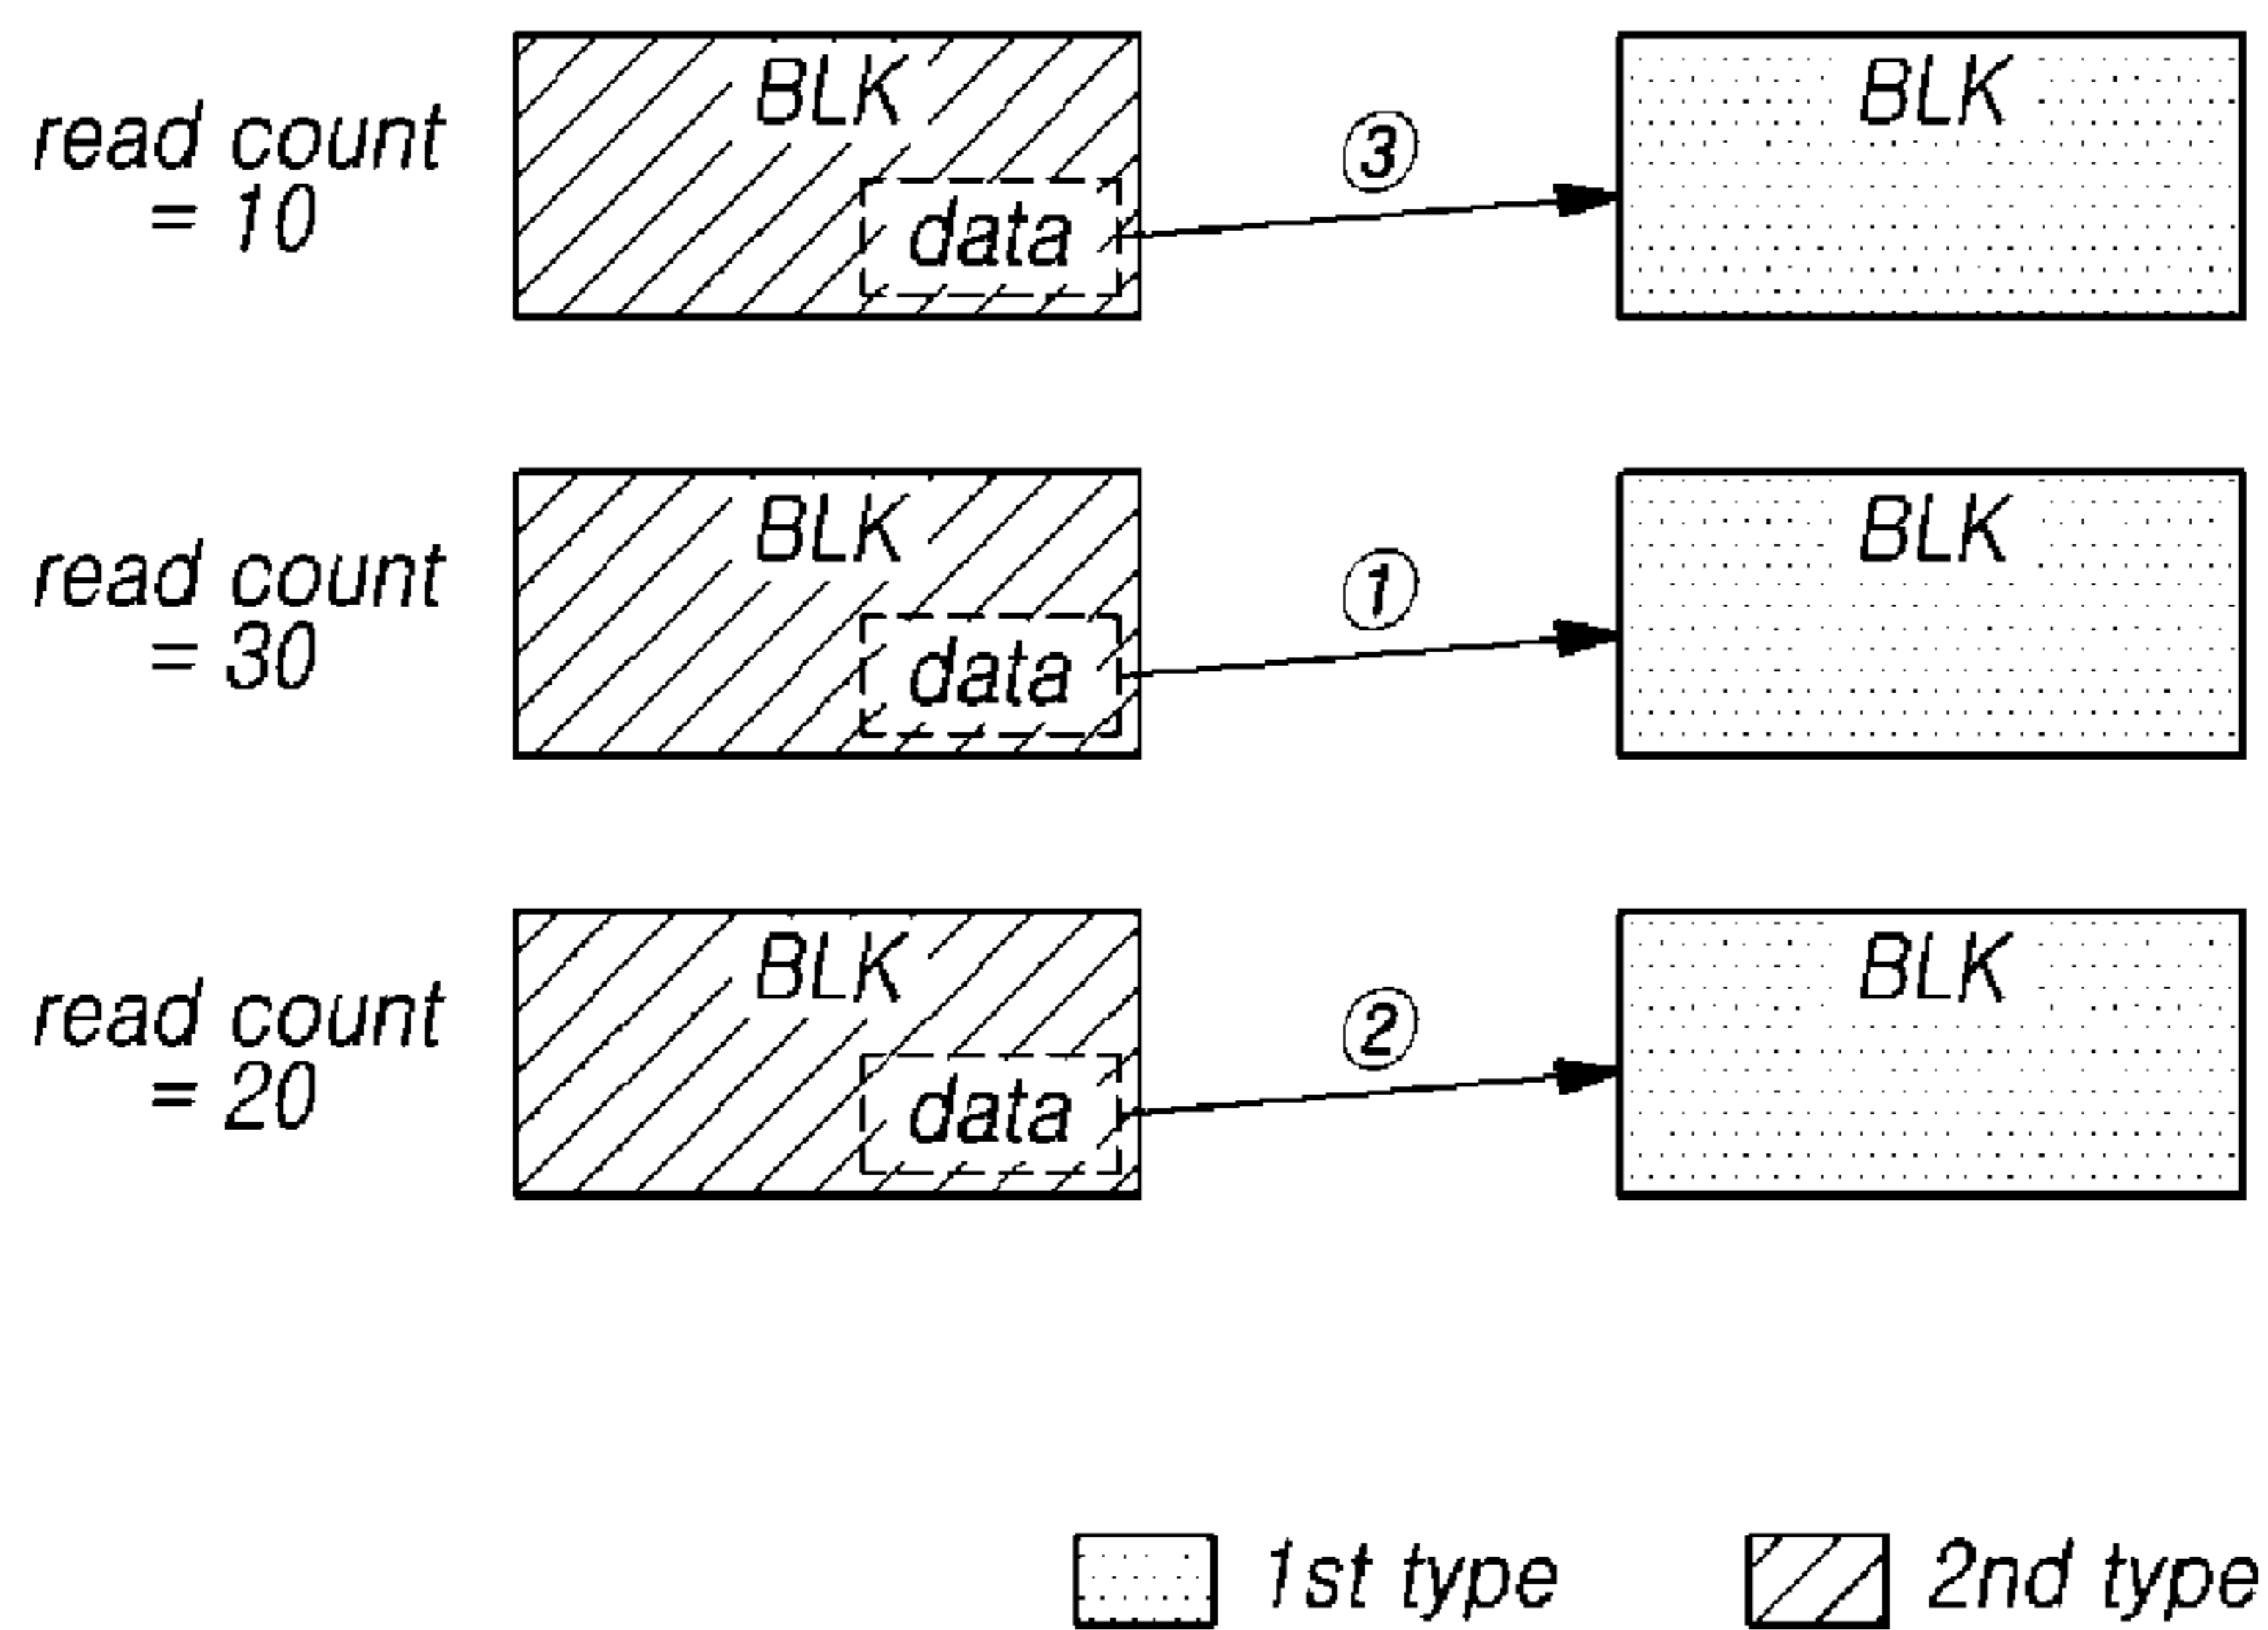 BLK
BLK
read count
= 10
③
data
BLK
BLK
read count
= 30
①
data
BLK
BLK
read count
= 20
②
data
1st type
2nd type